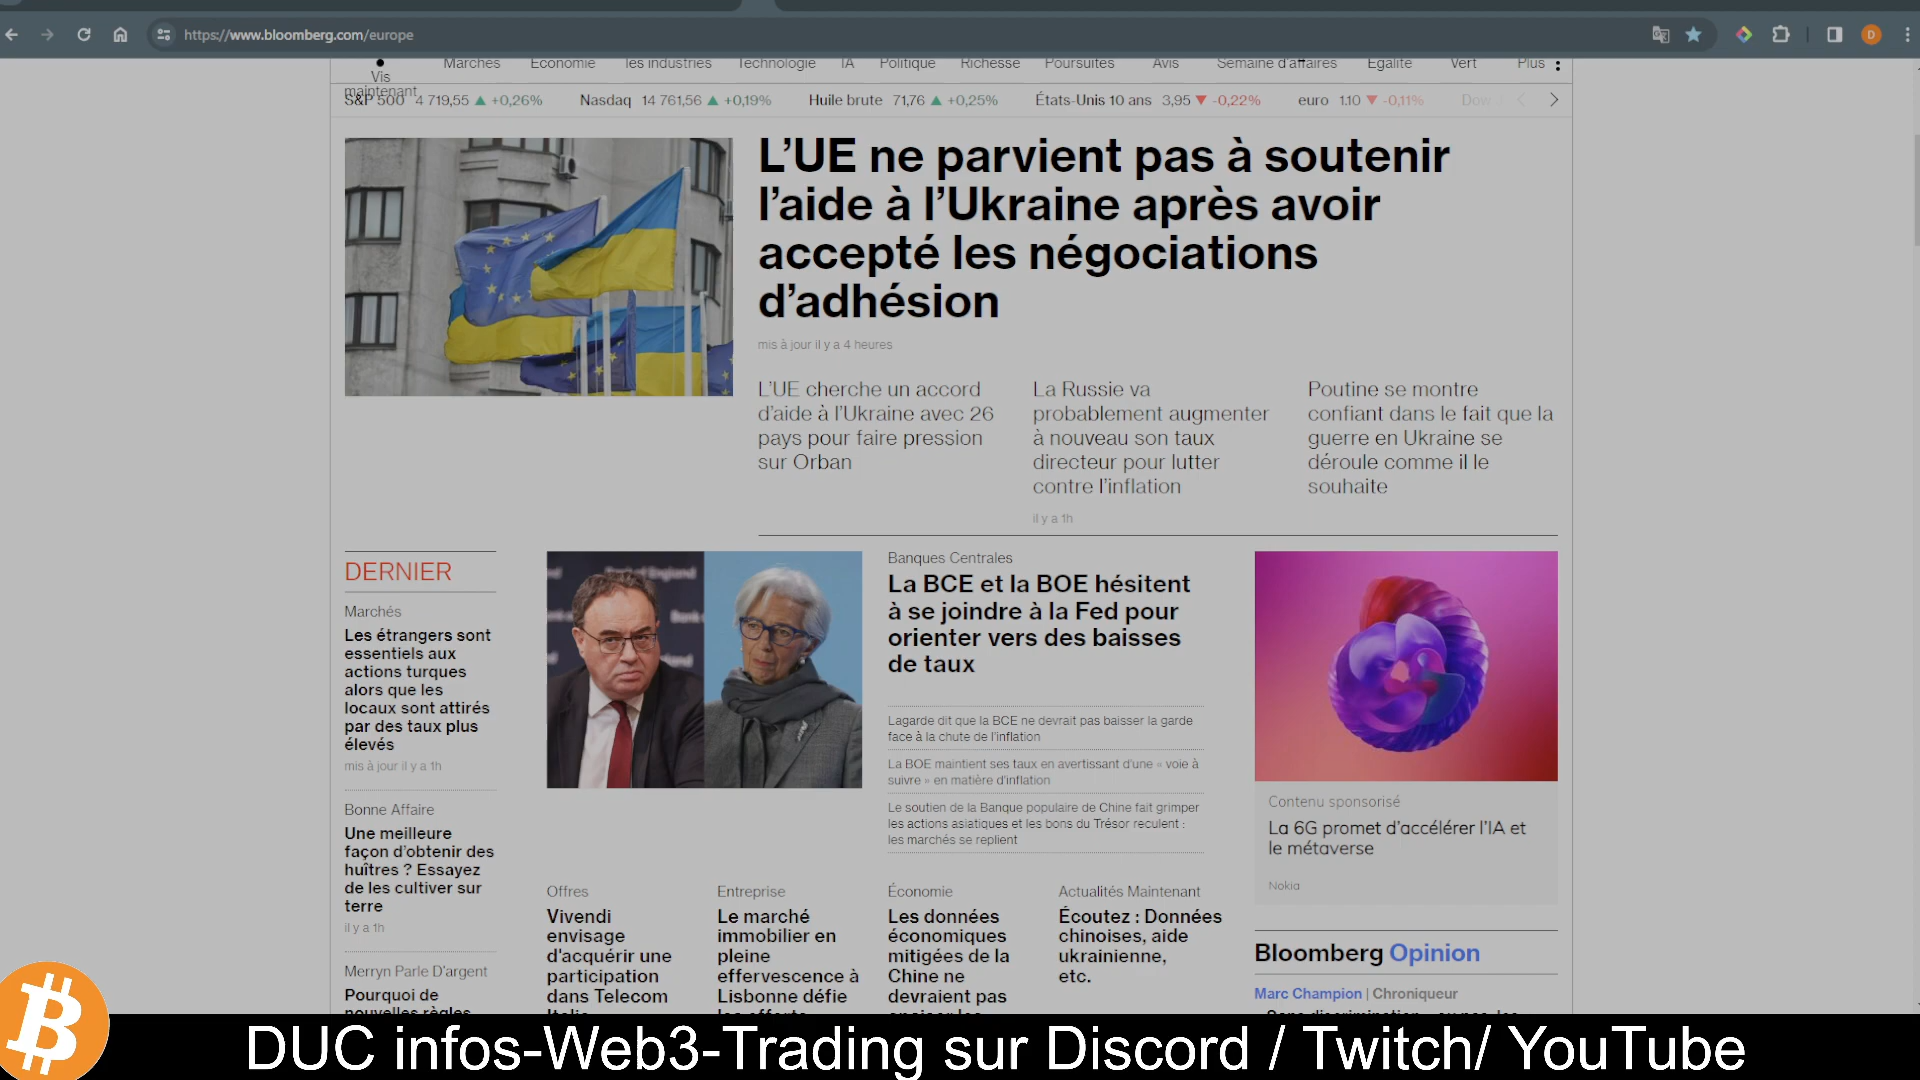 https://www.bloomberg.com/europe
Vis maintenant
Marchés Économie les industries Technologie IA Politique Richesse Poursuites Avis Semaine d'affaires Égalité Vert Plus
S&P 500 4 719,55 ▲ +0,26% Nasdaq 14 761,56 ▲ +0,19% Huile brute 71,76 ▲ +0,25% États-Unis 10 ans 3,95 ▼ -0,22% euro 1.10 ▼ -0,11% Dow
L'UE ne parvient pas à soutenir
l'aide à l'Ukraine après avoir
accepté les négociations
d'adhésion
mis à jour il y a 4 heures
L'UE cherche un accord
d'aide à l'Ukraine avec 26
pays pour faire pression
sur Orban
La Russie va
probablement augmenter
à nouveau son taux
directeur pour lutter
contre l'inflation
il y a 1h
Poutine se montre
confiant dans le fait que la
guerre en Ukraine se
déroule comme il le
souhaite
DERNIER
Marchés
Les étrangers sont
essentiels aux
actions turques
alors que les
locaux sont attirés
par des taux plus
élevés
mis à jour il y a 1h
Bonne Affaire
Une meilleure
façon d'obtenir des
huîtres ? Essayez
de les cultiver sur
terre
il y a 1h
Merryn Parle D'argent
Pourquoi de
nouvelles règles
Banques Centrales
La BCE et la BOE hésitent
à se joindre à la Fed pour
orienter vers des baisses
de taux
Lagarde dit que la BCE ne devrait pas baisser la garde
face à la chute de l'inflation
La BOE maintient ses taux en avertissant d'une « voie à
suivre » en matière d'inflation
Le soutien de la Banque populaire de Chine fait grimper
les actions asiatiques et les bons du Trésor reculent :
les marchés se replient
Offres
Vivendi
envisage
d'acquérir une
participation
dans Telecom
Italia
Entreprise
Le marché
immobilier en
pleine
effervescence à
Lisbonne défie
les efforts
Économie
Les données
économiques
mitigées de la
Chine ne
devraient pas
Actualités Maintenant
Écoutez : Données
chinoises, aide
ukrainienne,
etc.
Contenu sponsorisé
La 6G promet d'accélérer l'IA et
le métaverse
Nokia
Bloomberg Opinion
Marc Champion | Chroniqueur
DUC infos-Web3-Trading sur Discord / Twitch/ YouTube